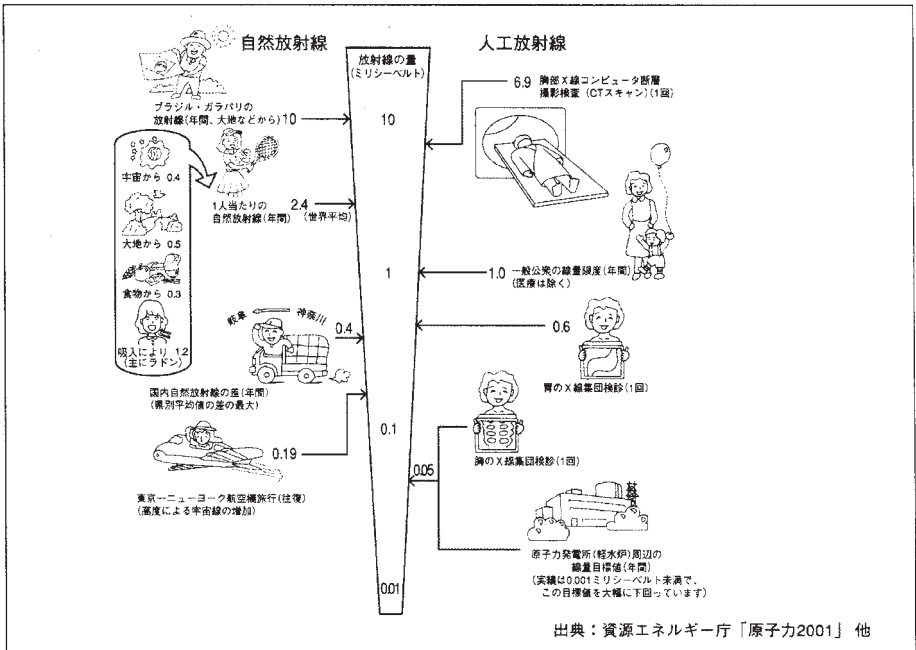 自然放射線
人工放射線
放射線の量
(ミリシーベルト)
10
1
0.1
0.01
ブラジル・ガラパリの
放射線(年間、大地などから)10
宇宙から 0.4
大地から 0.5
食物から 0.3
吸入により 1.2
(主にラドン)
1人当たりの
自然放射線(年間)
2.4
(世界平均)
岐阜
神奈川
0.4
国内自然放射線の差(年間)
(県別平均値の差の最大)
0.19
東京ーニューヨーク航空機旅行(往復)
(高度による宇宙線の増加)
6.9 胸部X線コンピュータ断層
撮影検査(CTスキャン)(1回)
1.0 一般公衆の線量限度(年間)
(医療は除く)
0.6
胃のX線集団検診(1回)
胸のX線集団検診(1回)
0.05
原子力発電所(軽水炉)周辺の
線量目標値(年間)
(実績は0.001ミリシーベルト未満で、
この目標値を大幅に下回っています)
出典:資源エネルギー庁「原子力2001」他